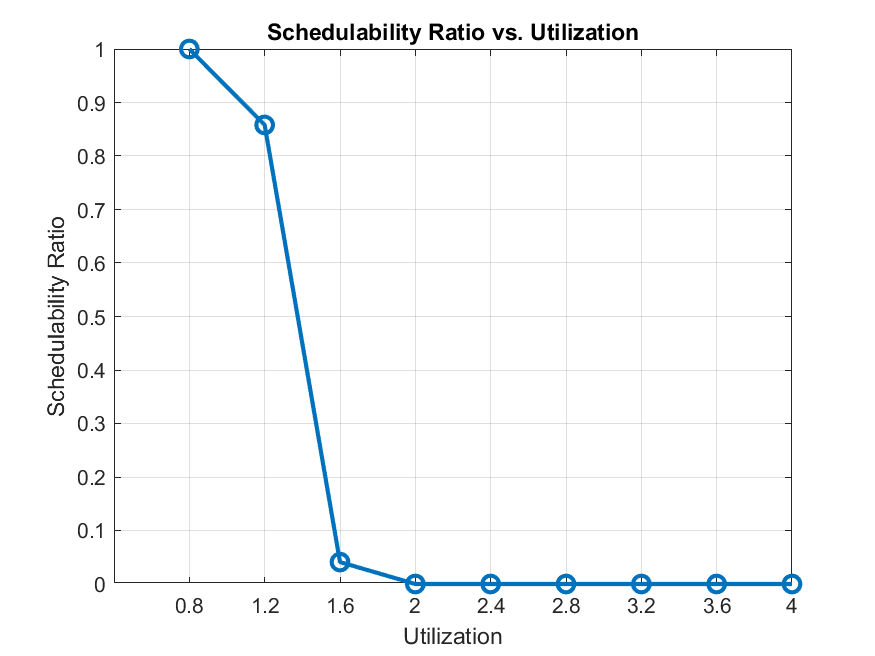 Schedulability Ratio vs. Utilization
1
0.9
0.8
0.7
0.6
0.5
0.4
0.3
0.2
0.1
0
Schedulability Ratio
0.8 1.2 1.6 2 2.4 2.8 3.2 3.6 4
Utilization